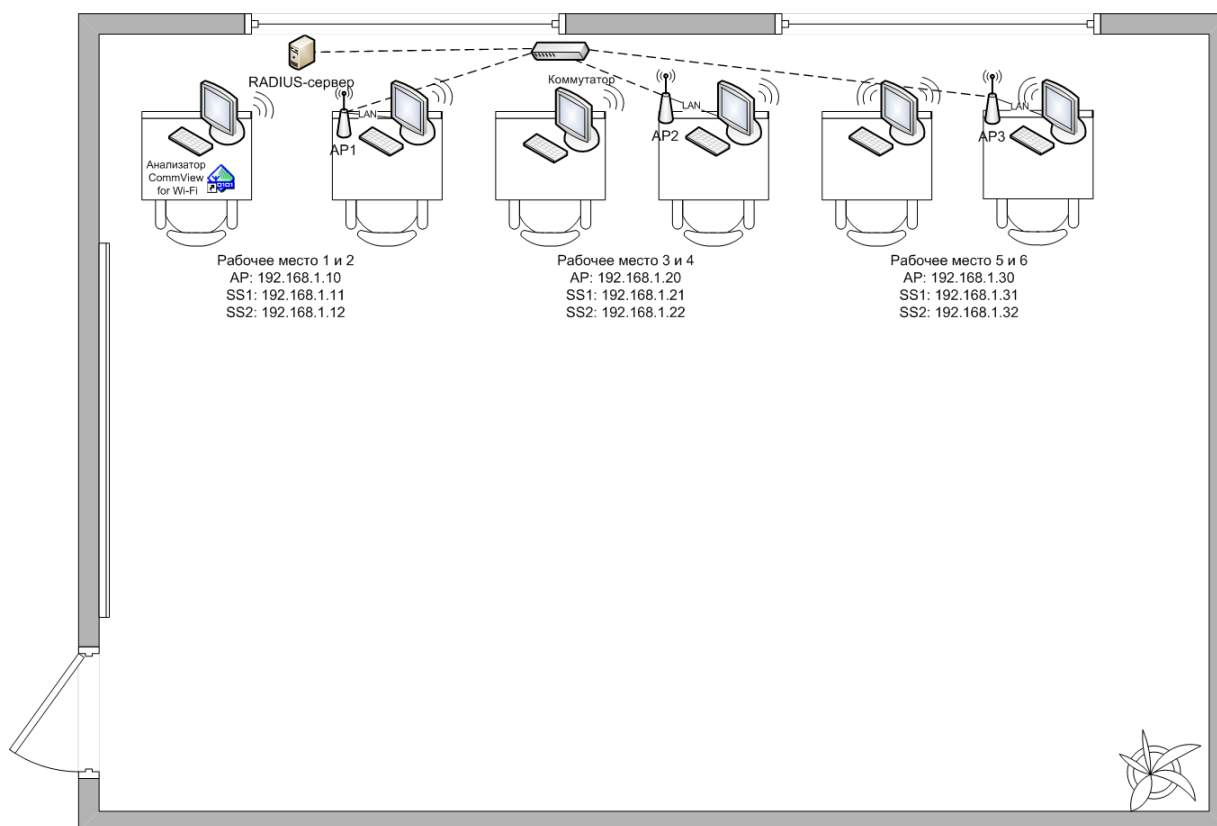 RADIUS-сервер
Коммутатор
LAN
LAN
LAN
AP1
AP2
AP3
Анализатор
CommView
for Wi-Fi
0101
Рабочее место 1 и 2
AP: 192.168.1.10
SS1: 192.168.1.11
SS2: 192.168.1.12
Рабочее место 3 и 4
AP: 192.168.1.20
SS1: 192.168.1.21
SS2: 192.168.1.22
Рабочее место 5 и 6
AP: 192.168.1.30
SS1: 192.168.1.31
SS2: 192.168.1.32